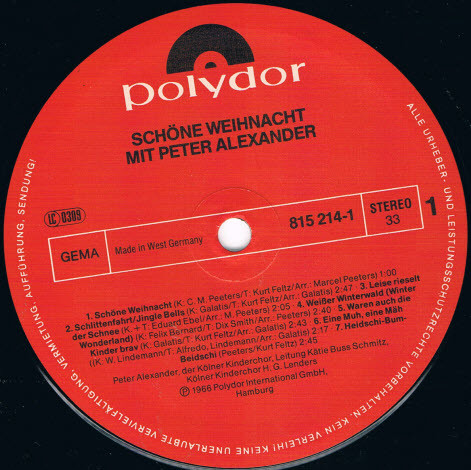 polydor
SCHÖNE WEIHNACHT
MIT PETER ALEXANDER
LC 0309
GEMA
Made in West Germany
815 214-1
STEREO
33
1
1. Schöne Weihnacht (K: C. M. Peeters/T: Kurt Feltz/Arr.: Marcel Peeters) 1:00
2. Schlittenfahrt/Jingle Bells (K: Galatis/T: Kurt Feltz/Arr.: Galatis) 2:47 3. Leise rieselt
der Schnee (K + T: Eduard Ebel/Arr.: M. Peeters) 2:05 4. Weißer Winterwald (Winter
Wonderland) (K: Felix Bernard/T: Dix Smith/Arr.: Peeters) 2:40 5. Waren auch die
Kinder brav (K: Galatis/T: Kurt Feltz/Arr.: Galatis) 2:43 6. Eine Muh, eine Mäh
((K: W. Lindemann/T: Alfredo, Lindemann/Arr.: Galatis) 2:17 7. Heidschi-Bum-
Beidschi (Peeters/Kurt Feltz) 2:45
Peter Alexander, der Kölner Kinderchor, Leitung Kätie Buss Schmitz,
Kölner Kinderchor H. G. Lenders
Ⓟ 1966 Polydor International GmbH,
Hamburg
ALLE URHEBER- UND LEISTUNGSSCHUTZRECHTE VORBEHALTEN · KEIN VERLEIH! KEINE UNERLAUBTE VERVIELFÄLTIGUNG, VERMIETUNG, AUFFÜHRUNG, SENDUNG!